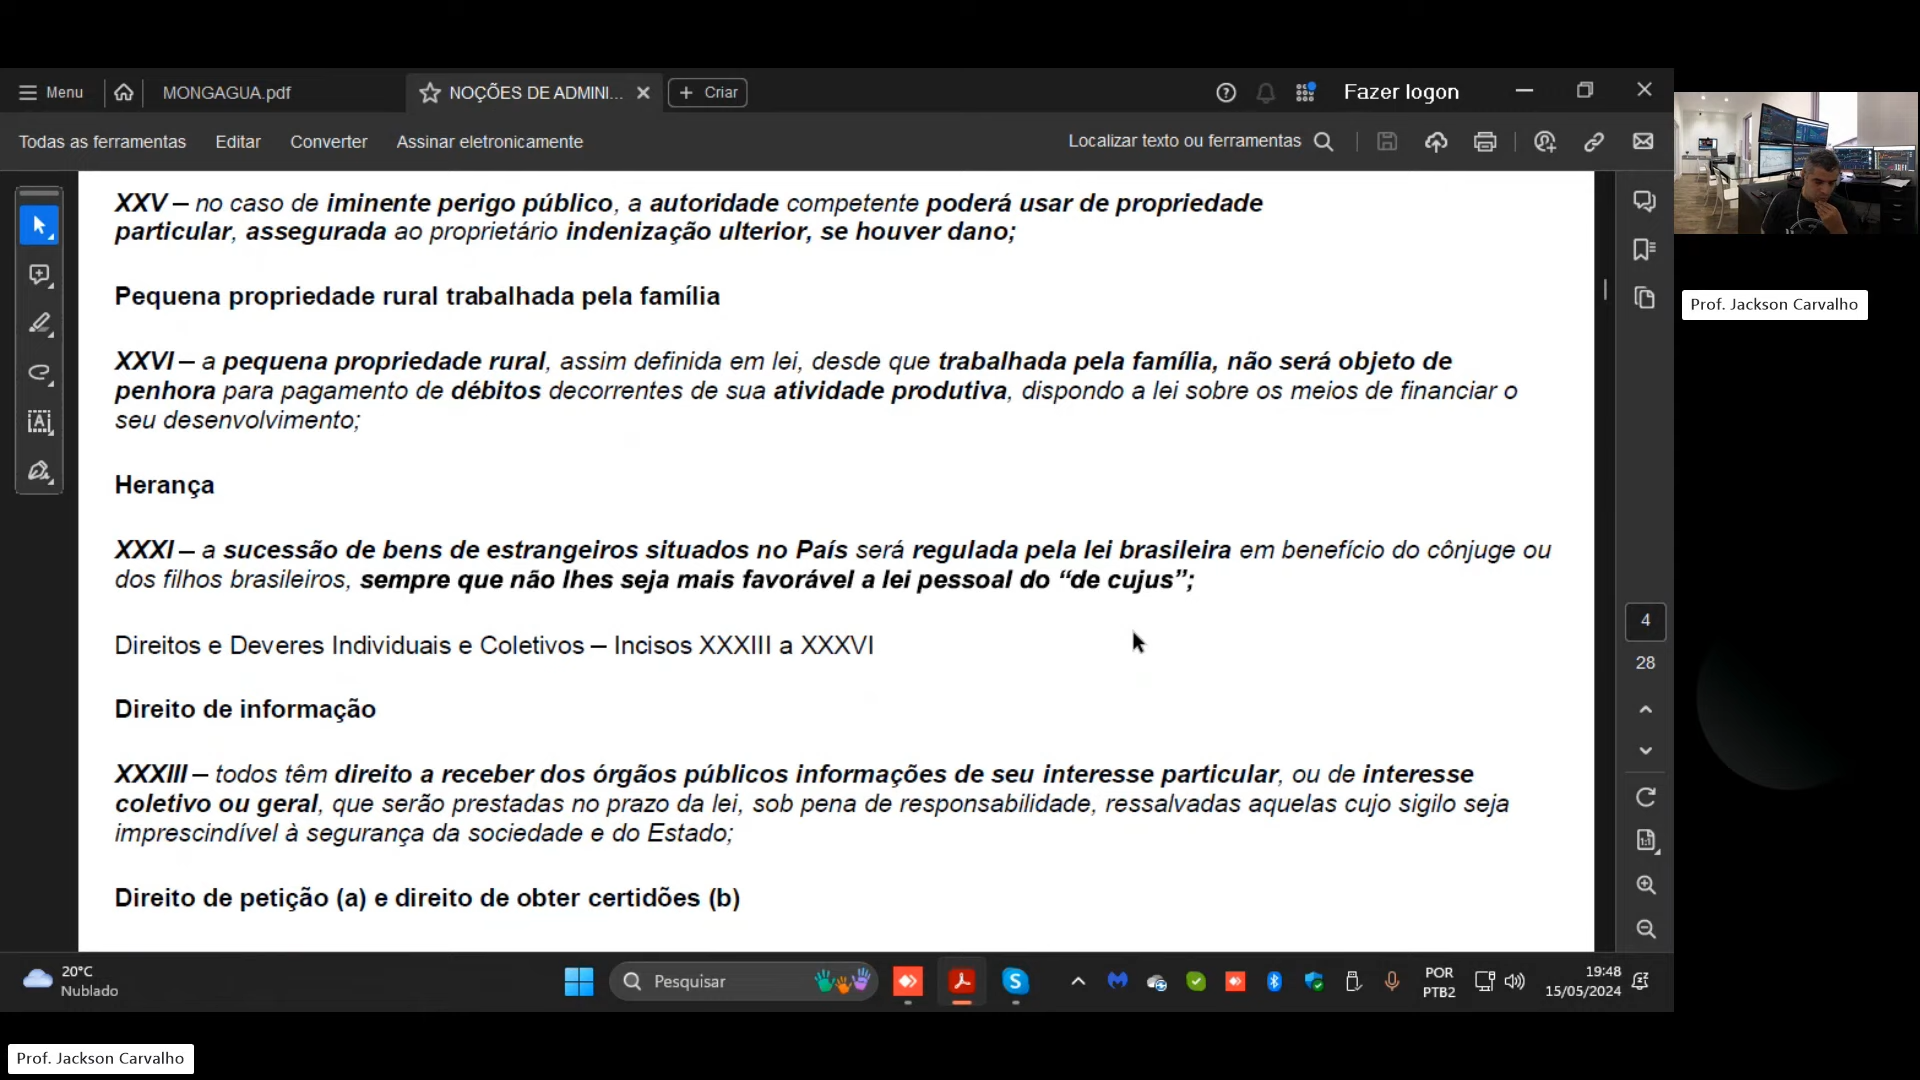 Menu
MONGAGUA.pdf
NOÇÕES DE ADMINI...
Criar
Fazer logon
Todas as ferramentas
Editar
Converter
Assinar eletronicamente
Localizar texto ou ferramentas
XXV – no caso de iminente perigo público, a autoridade competente poderá usar de propriedade
particular, assegurada ao proprietário indenização ulterior, se houver dano;
Pequena propriedade rural trabalhada pela família
XXVI – a pequena propriedade rural, assim definida em lei, desde que trabalhada pela família, não será objeto de
penhora para pagamento de débitos decorrentes de sua atividade produtiva, dispondo a lei sobre os meios de financiar o
seu desenvolvimento;
Herança
XXXI – a sucessão de bens de estrangeiros situados no País será regulada pela lei brasileira em benefício do cônjuge ou
dos filhos brasileiros, sempre que não lhes seja mais favorável a lei pessoal do “de cujus”;
Direitos e Deveres Individuais e Coletivos – Incisos XXXIII a XXXVI
Direito de informação
XXXIII – todos têm direito a receber dos órgãos públicos informações de seu interesse particular, ou de interesse
coletivo ou geral, que serão prestadas no prazo da lei, sob pena de responsabilidade, ressalvadas aquelas cujo sigilo seja
imprescindível à segurança da sociedade e do Estado;
Direito de petição (a) e direito de obter certidões (b)
4
28
Prof. Jackson Carvalho
20°C
Nublado
Pesquisar
POR
PTB2
19:48
15/05/2024
Prof. Jackson Carvalho